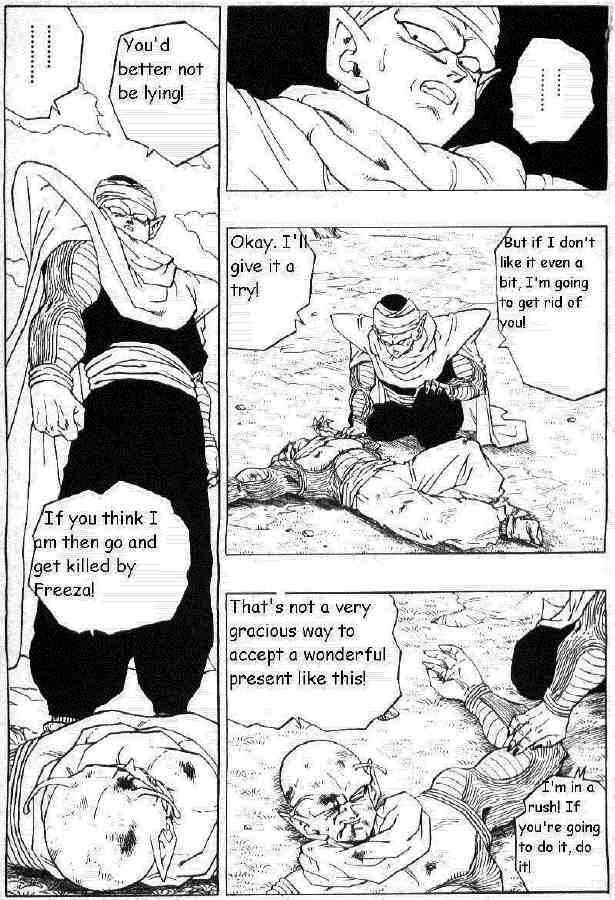 ......
You'd
better not
be lying!
If you think I
am then go and
get killed by
Freeza!
......
Okay. I'll
give it a
try!
But if I don't
like it even a
bit, I'm going
to get rid of
you!
That's not a very
gracious way to
accept a wonderful
present like this!
I'm in a
rush! If
you're going
to do it, do
it!